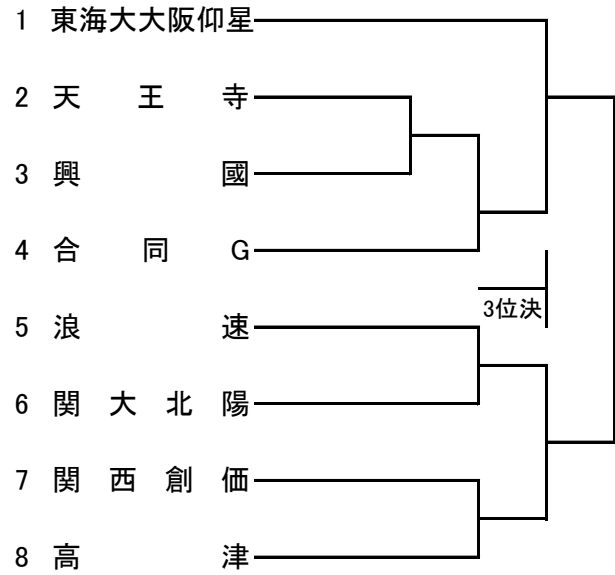 1 東海大大阪仰星
2 天王寺
3 興國
4 合同G
3位決
5 浪速
6 関大北陽
7 関西創価
8 高津